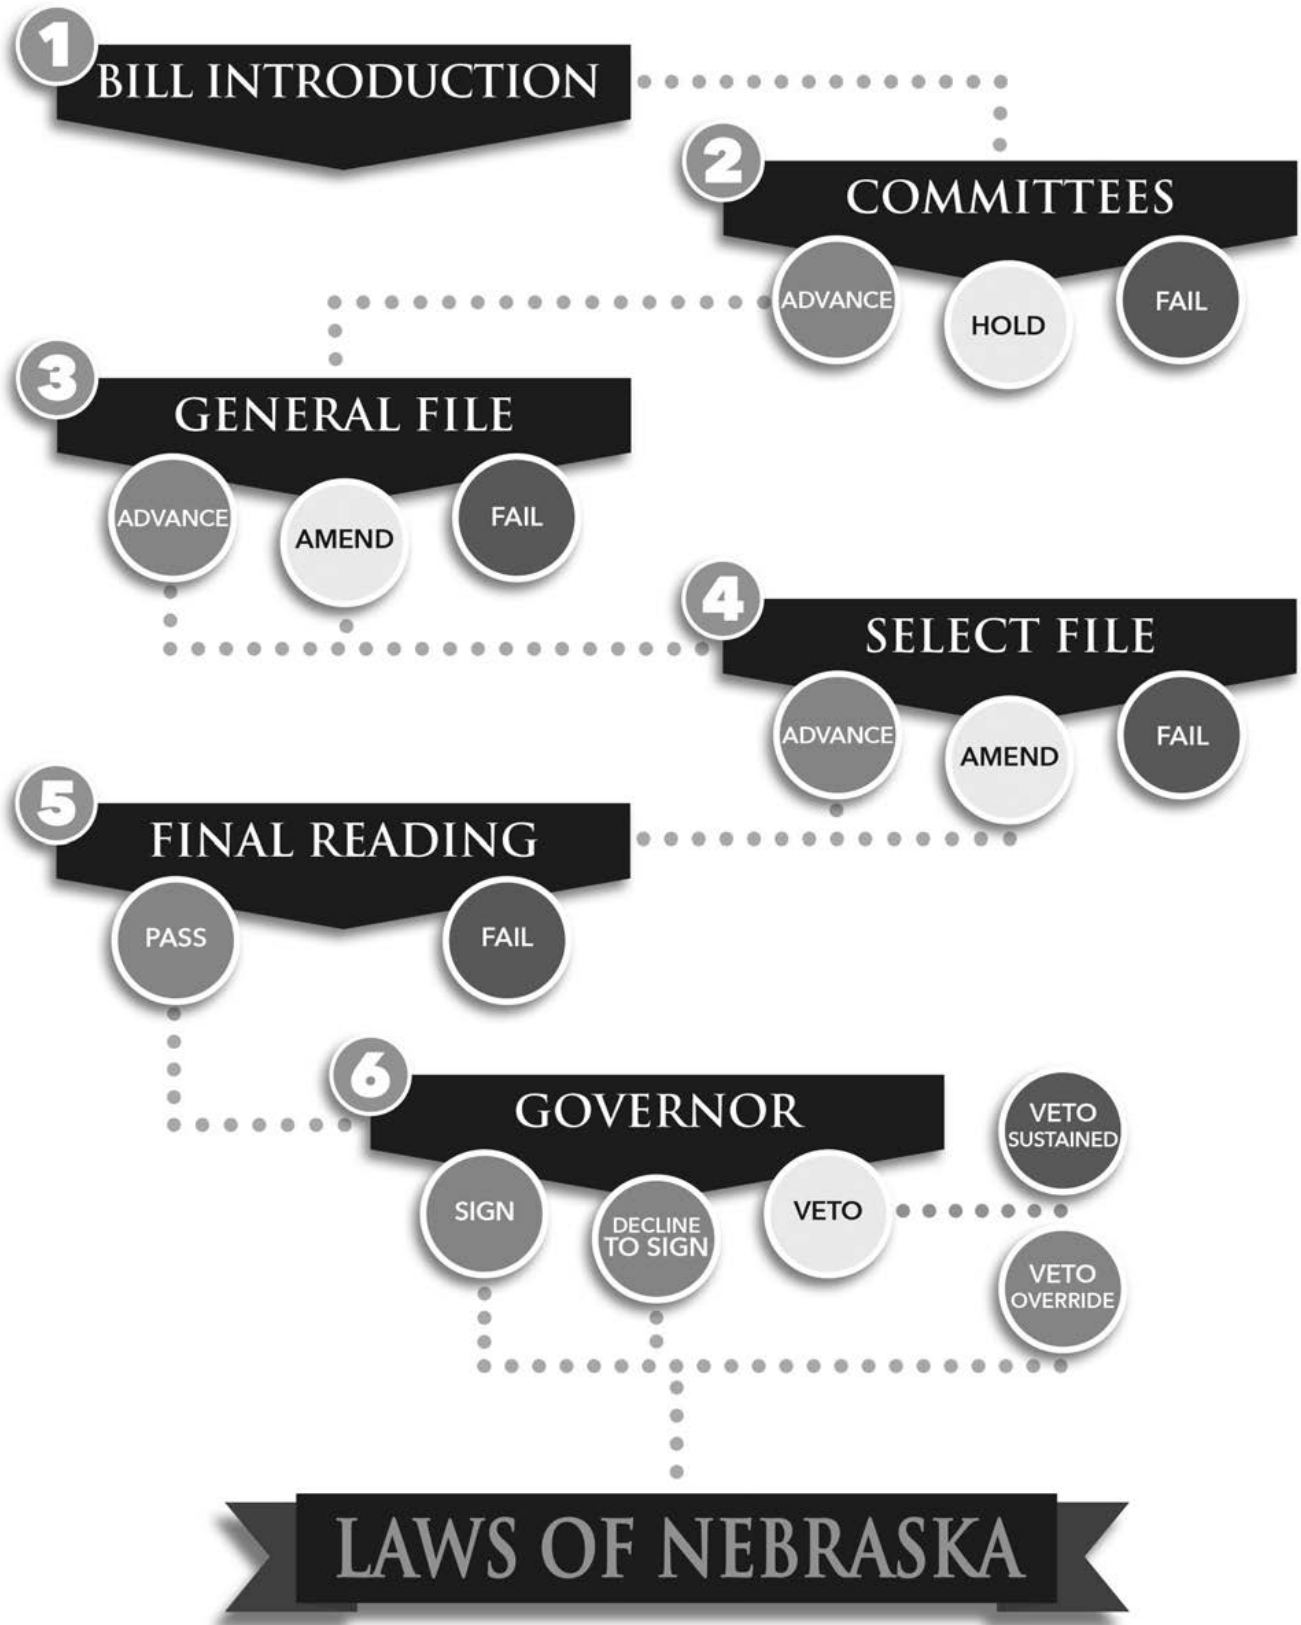 1
BILL INTRODUCTION
2
COMMITTEES
ADVANCE
HOLD
FAIL
3
GENERAL FILE
ADVANCE
AMEND
FAIL
4
SELECT FILE
ADVANCE
AMEND
FAIL
5
FINAL READING
PASS
FAIL
6
GOVERNOR
SIGN
DECLINE
TO SIGN
VETO
VETO
SUSTAINED
VETO
OVERRIDE
LAWS OF NEBRASKA